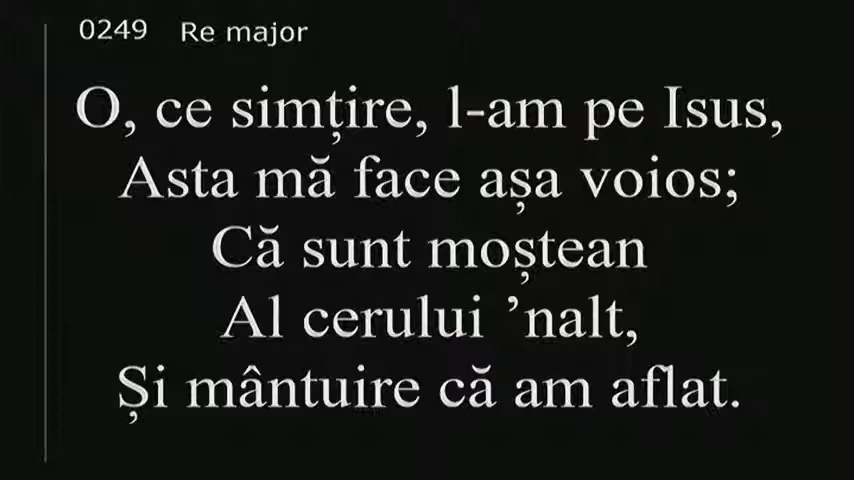 0249 Re major
O, ce simțire, l-am pe Isus,
Asta mă face așa voios;
Că sunt moștean
Al cerului ’nalt,
Și mântuire că am aflat.